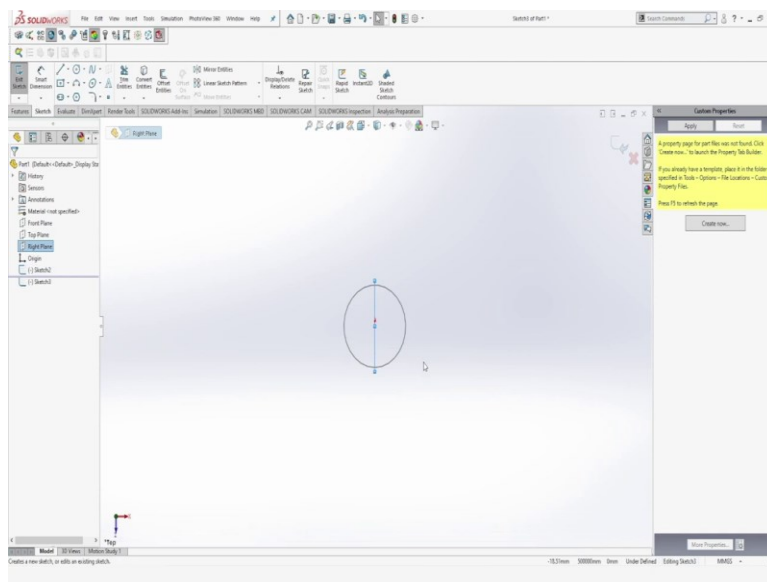 SOLIDWORKS File Edit View Insert Tools Simulation PhotoView 360 Window Help
Sketch3 of Part1 *
Search Commands
Exit Sketch
Smart Dimension
Trim Entities
Convert Entities
Offset Entities
Offset On Surface
Mirror Entities
Linear Sketch Pattern
Move Entities
Display/Delete Relations
Repair Sketch
Quick Snaps
Rapid Sketch
Instant2D
Shaded Sketch Contours
Features Sketch Evaluate DimXpert Render Tools SOLIDWORKS Add-Ins Simulation SOLIDWORKS MBD SOLIDWORKS CAM SOLIDWORKS Inspection Analysis Preparation
Right Plane
Part1 (Default<<Default>_Display Sta
History
Sensors
Annotations
Material <not specified>
Front Plane
Top Plane
Right Plane
Origin
(-) Sketch2
(-) Sketch3
*Top
Custom Properties
Apply Reset
A property page for part files was not found. Click
'Create now...' to launch the Property Tab Builder.
If you already have a template, place it in the folder
specified in Tools - Options - File Locations - Custo
Property Files.
Press F5 to refresh the page.
Create now...
More Properties...
Model 3D Views Motion Study 1
Creates a new sketch, or edits an existing sketch.
-18.31mm 50000mm 0mm Under Defined Editing Sketch3 MMGS